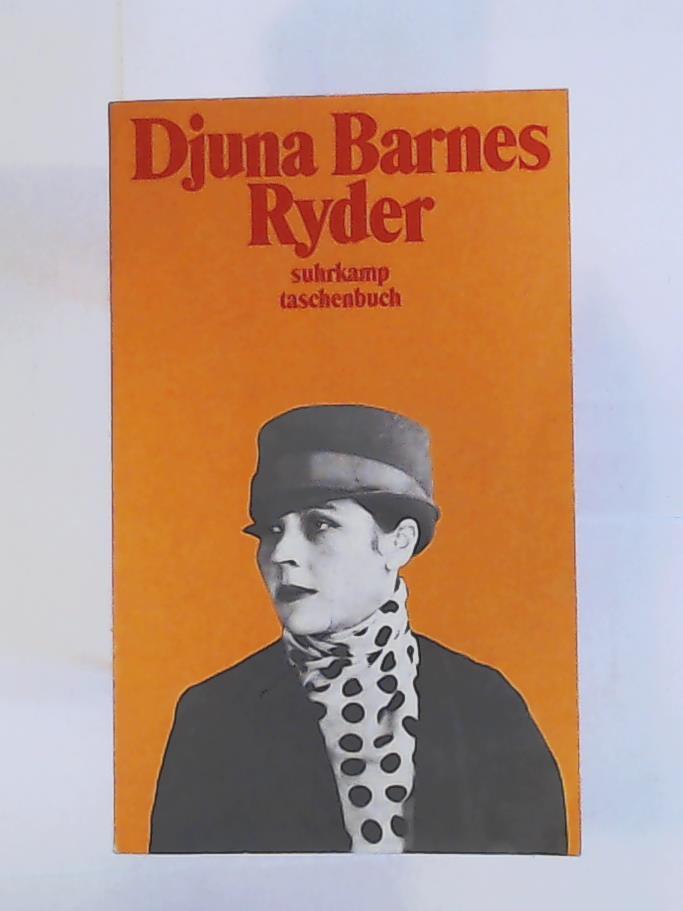 Djuna Barnes
Ryder
suhrkamp
taschenbuch